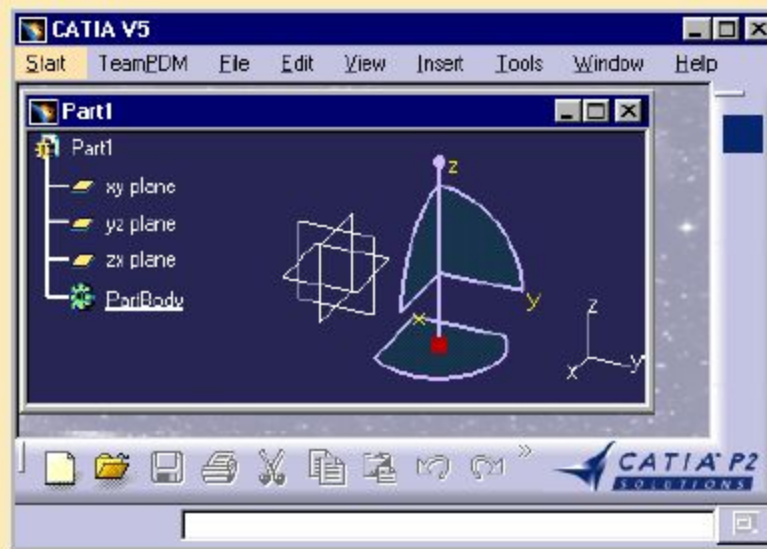 CATIA V5
Start TeamPDM File Edit View Insert Tools Window Help
Part1
Part1
xy plane
yz plane
zx plane
PartBody
z
y
x
z
x y
CATIA P2
SOLUTIONS